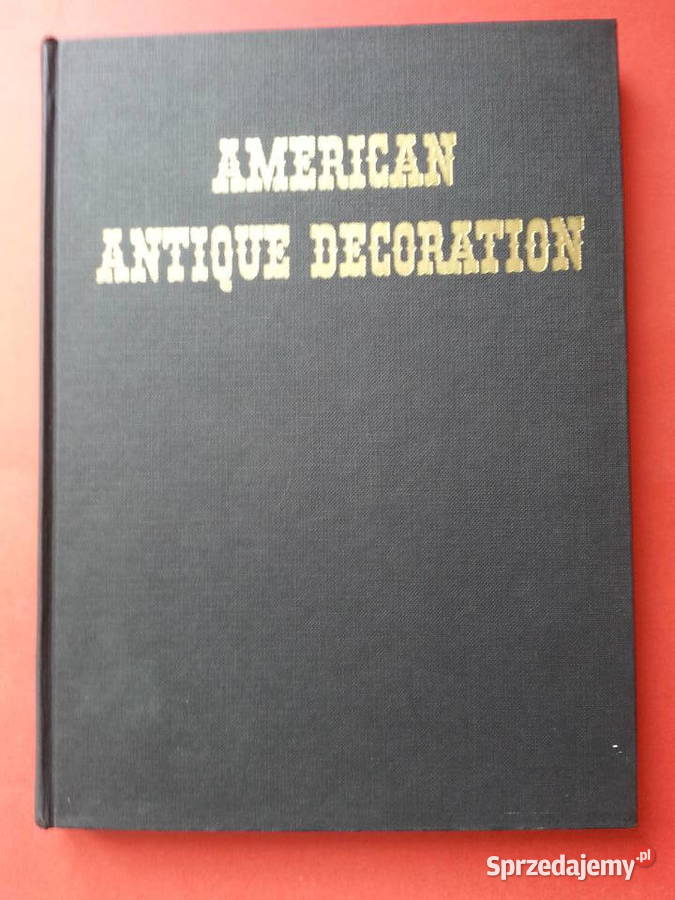 AMERICAN
ANTIQUE DECORATION
Sprzedajemy.pl